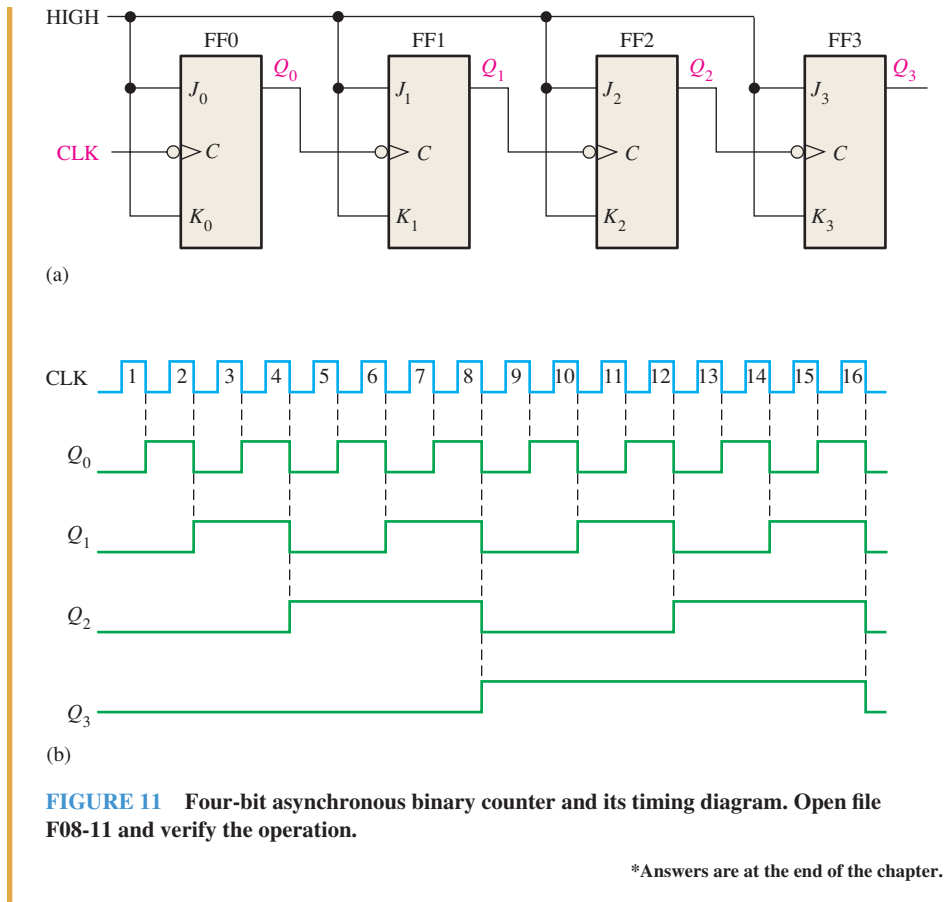 HIGH
FF0 FF1 FF2 FF3
Q0 Q1 Q2 Q3
J0 J1 J2 J3
CLK C C C C
K0 K1 K2 K3
(a)
CLK 1 2 3 4 5 6 7 8 9 10 11 12 13 14 15 16
Q0
Q1
Q2
Q3
(b)
FIGURE 11 Four-bit asynchronous binary counter and its timing diagram. Open file
F08-11 and verify the operation.
*Answers are at the end of the chapter.